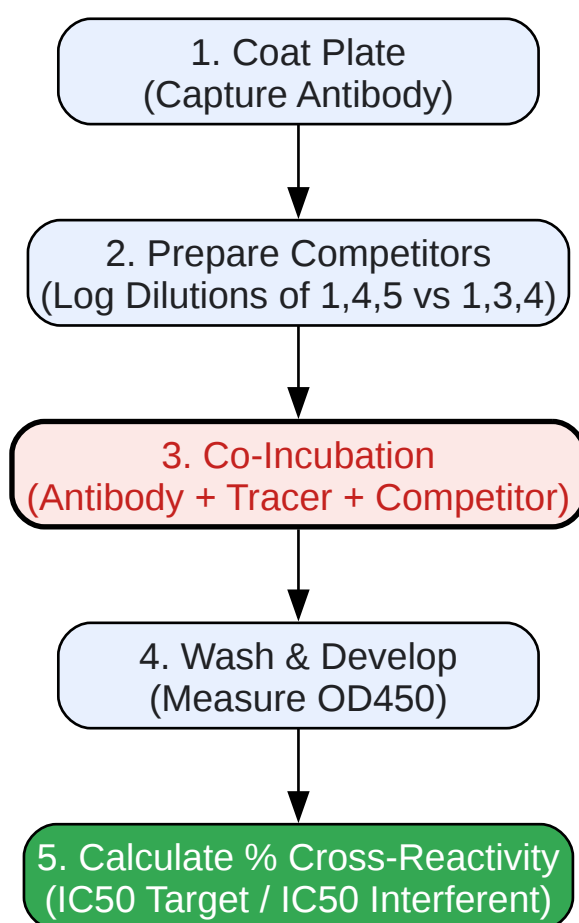 1. Coat Plate
(Capture Antibody)
2. Prepare Competitors
(Log Dilutions of 1,4,5 vs 1,3,4)
3. Co-Incubation
(Antibody + Tracer + Competitor)
4. Wash & Develop
(Measure OD450)
5. Calculate % Cross-Reactivity
(IC50 Target / IC50 Interferent)